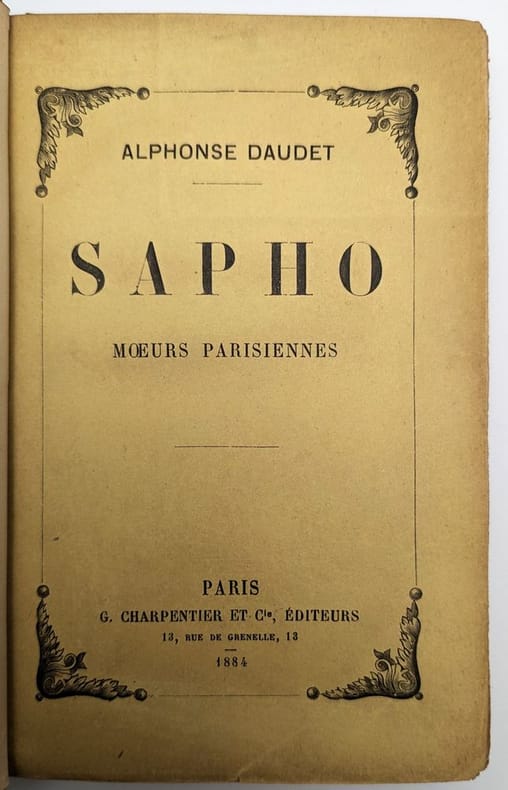 ALPHONSE DAUDET
SAPHO
MŒURS PARISIENNES
PARIS
G. CHARPENTIER ET Cie, ÉDITEURS
13, RUE DE GRENELLE, 13
1884